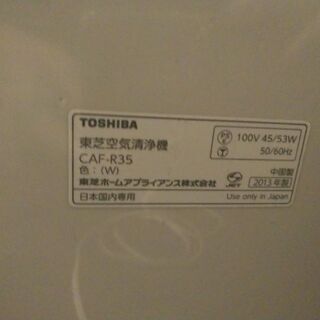 TOSHIBA
東芝空気清浄機
CAF-R35
色：(W)
東芝ホームアプライアンス株式会社
日本国内専用
PS E
100V 45/53W
50/60Hz
中国製
JET
2013年製
Use only in Japan